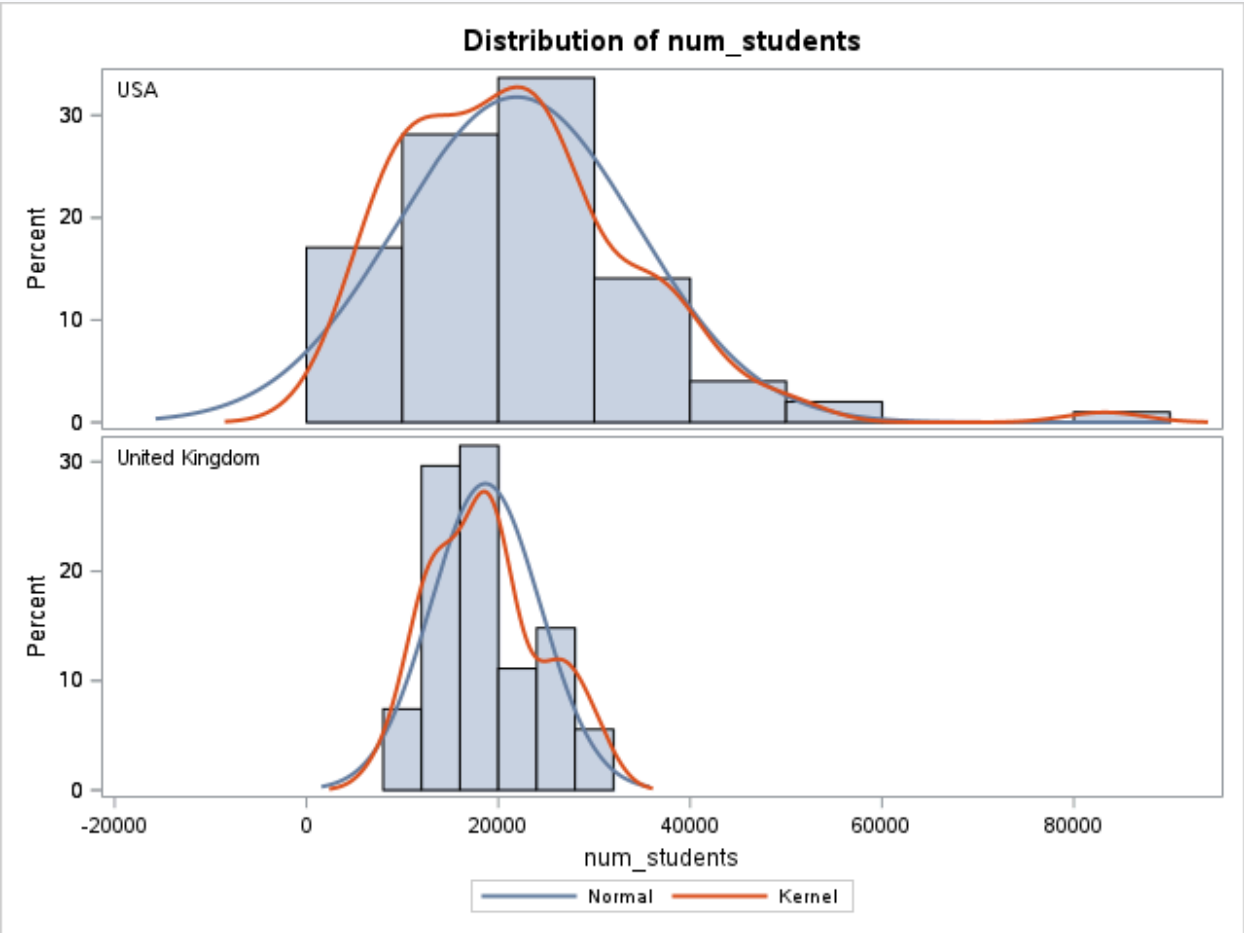 Distribution of num_students
USA
Percent
30
20
10
0
United Kingdom
Percent
30
20
10
0
-20000 0 20000 40000 60000 80000
num_students
Normal Kernel